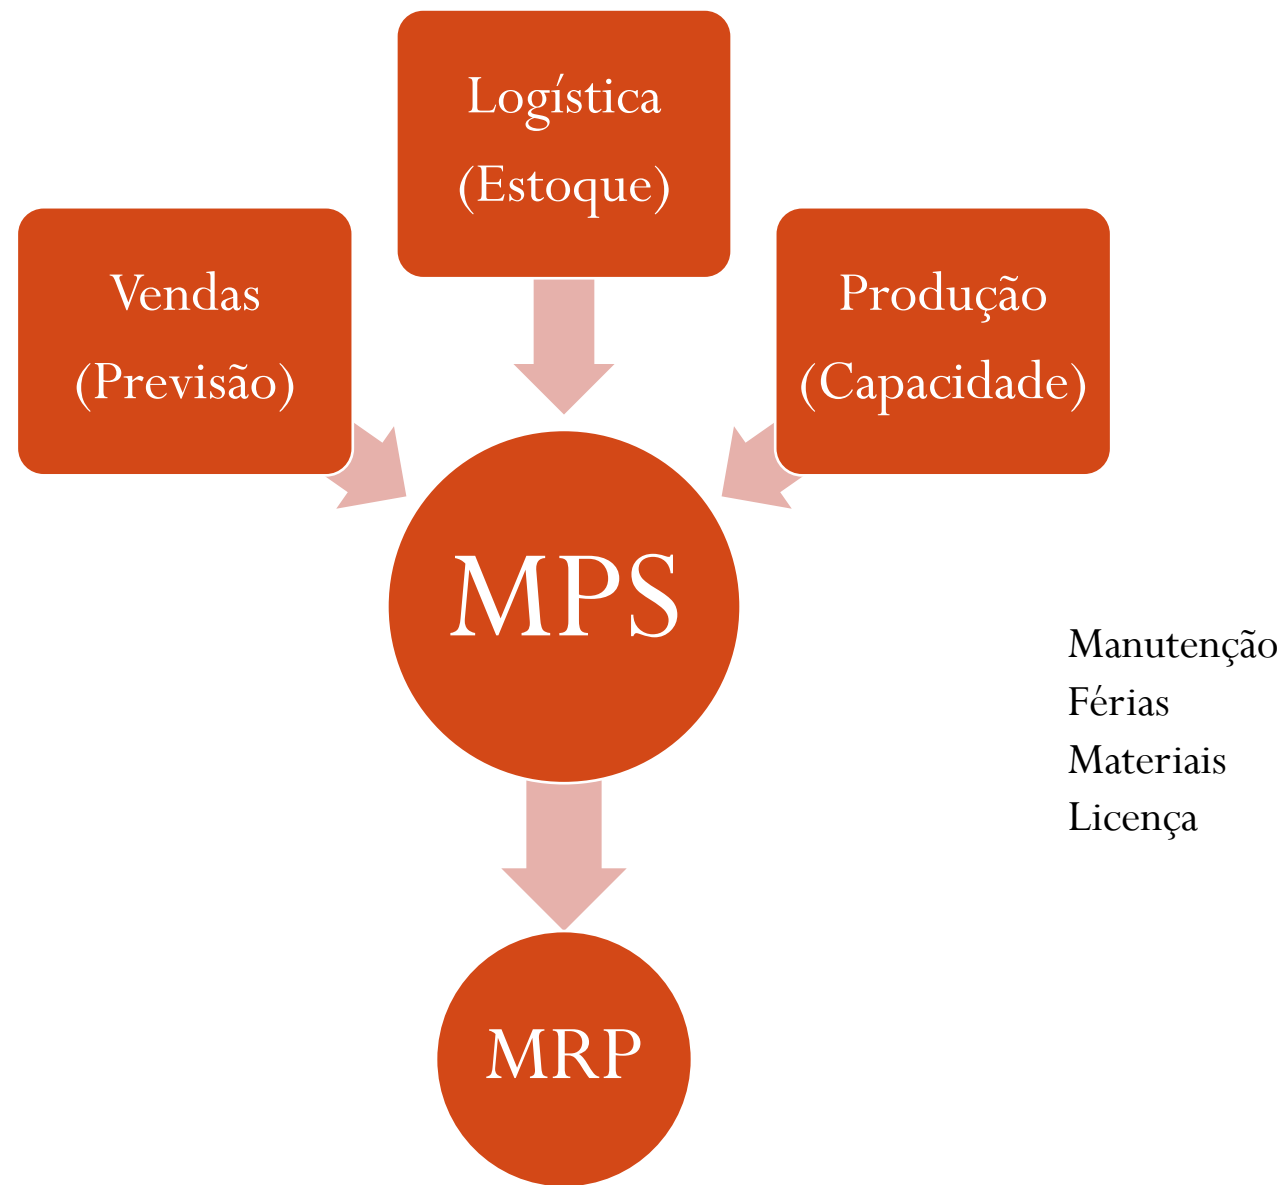 Logística
(Estoque)
Vendas
(Previsão)
Produção
(Capacidade)
MPS
Manutenção
Férias
Materiais
Licença
MRP